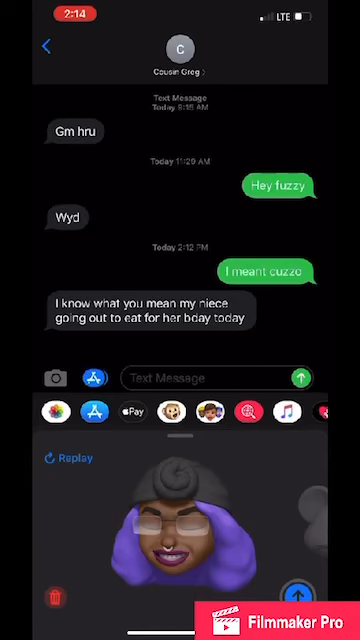 2:14
LTE
C
Cousin Greg
Text Message
Today 9:15 AM
Gm hru
Today 11:29 AM
Hey fuzzy
Wyd
Today 2:12 PM
I meant cuzzo
I know what you mean my niece
going out to eat for her bday today
Text Message
Pay
Replay
Filmmaker Pro